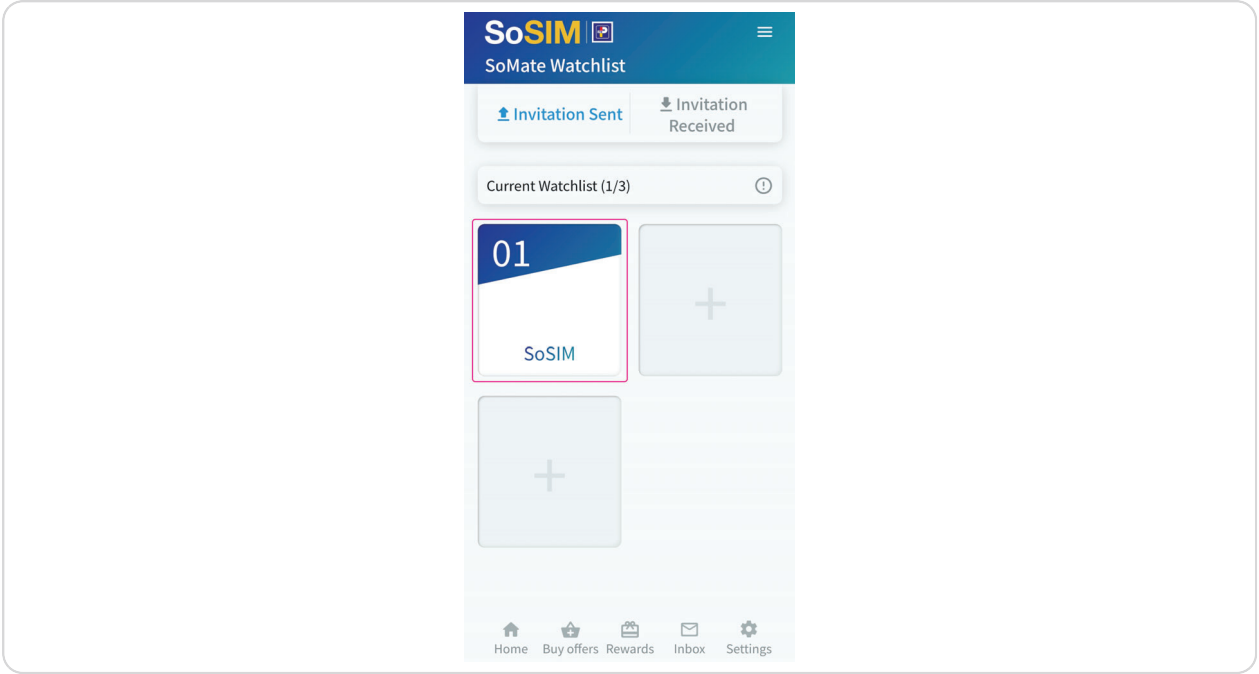 SoSIM
SoMate Watchlist
Invitation Sent
Invitation
Received
Current Watchlist (1/3)
01
SoSIM
Home Buy offers Rewards Inbox Settings